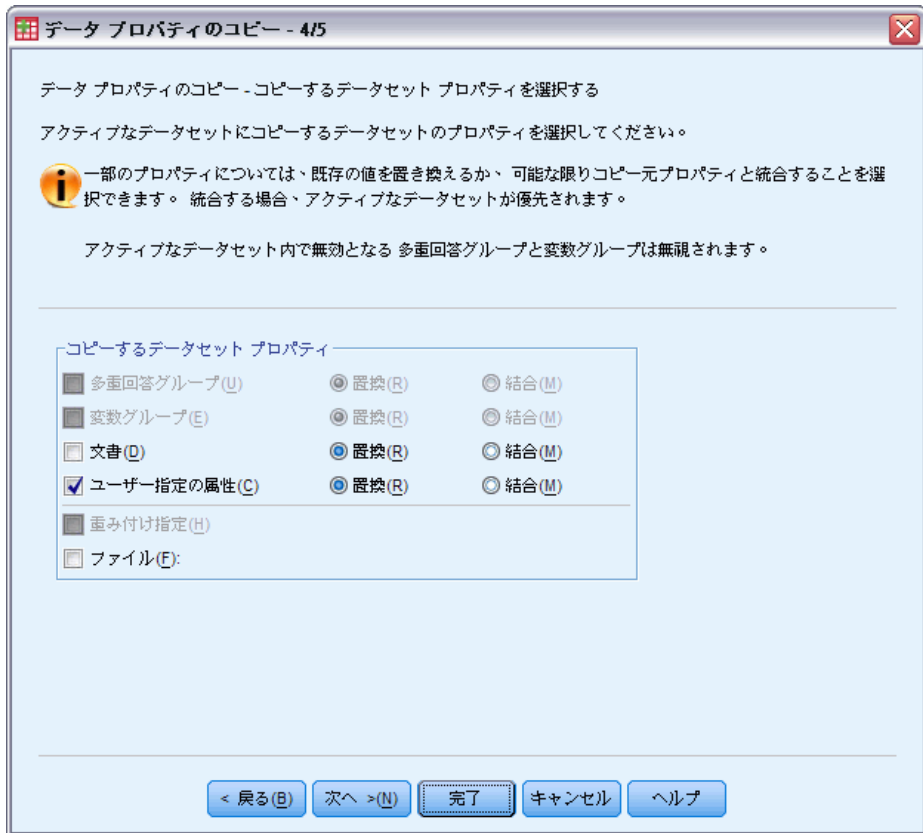 データ プロパティのコピー - 4/5
データ プロパティのコピー - コピーするデータセット プロパティを選択する
アクティブなデータセットにコピーするデータセットのプロパティを選択してください。
一部のプロパティについては、既存の値を置き換えるか、 可能な限りコピー元プロパティと統合することを選
択できます。 統合する場合、アクティブなデータセットが優先されます。
アクティブなデータセット内で無効となる 多重回答グループと変数グループは無視されます。
コピーするデータセット プロパティ
多重回答グループ(U) 置換(R) 結合(M)
変数グループ(E) 置換(R) 結合(M)
文書(D) 置換(R) 結合(M)
ユーザー指定の属性(C) 置換(R) 結合(M)
重み付け指定(H)
ファイル(F):
< 戻る(B) 次へ >(N) 完了 キャンセル ヘルプ